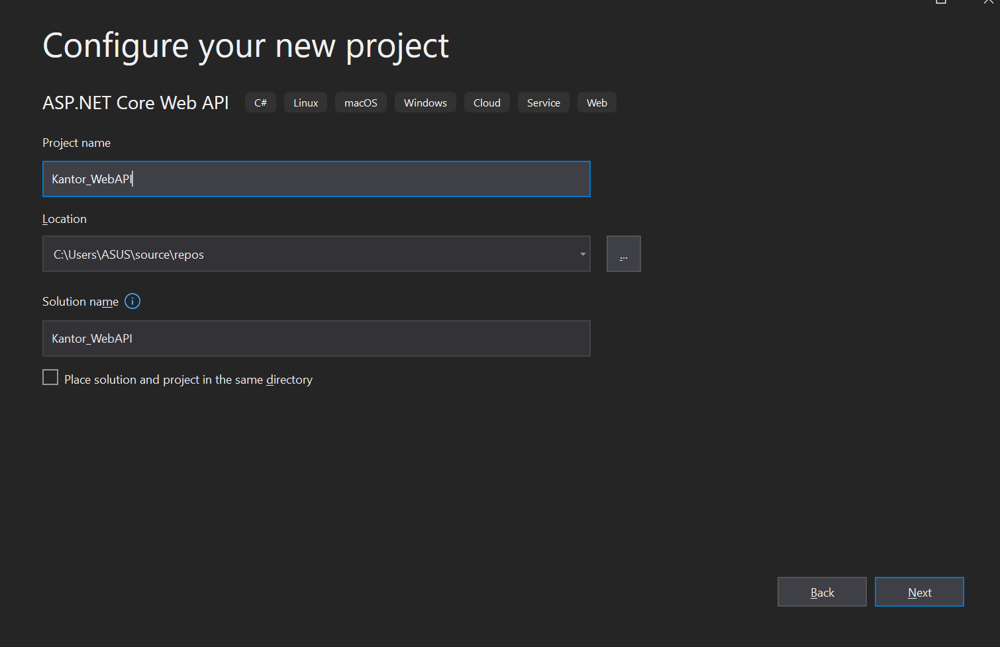 Configure your new project
ASP.NET Core Web API C# Linux macOS Windows Cloud Service Web
Project name
Kantor_WebAPI
Location
C:\Users\ASUS\source\repos
...
Solution name
Kantor_WebAPI
Place solution and project in the same directory
Back Next